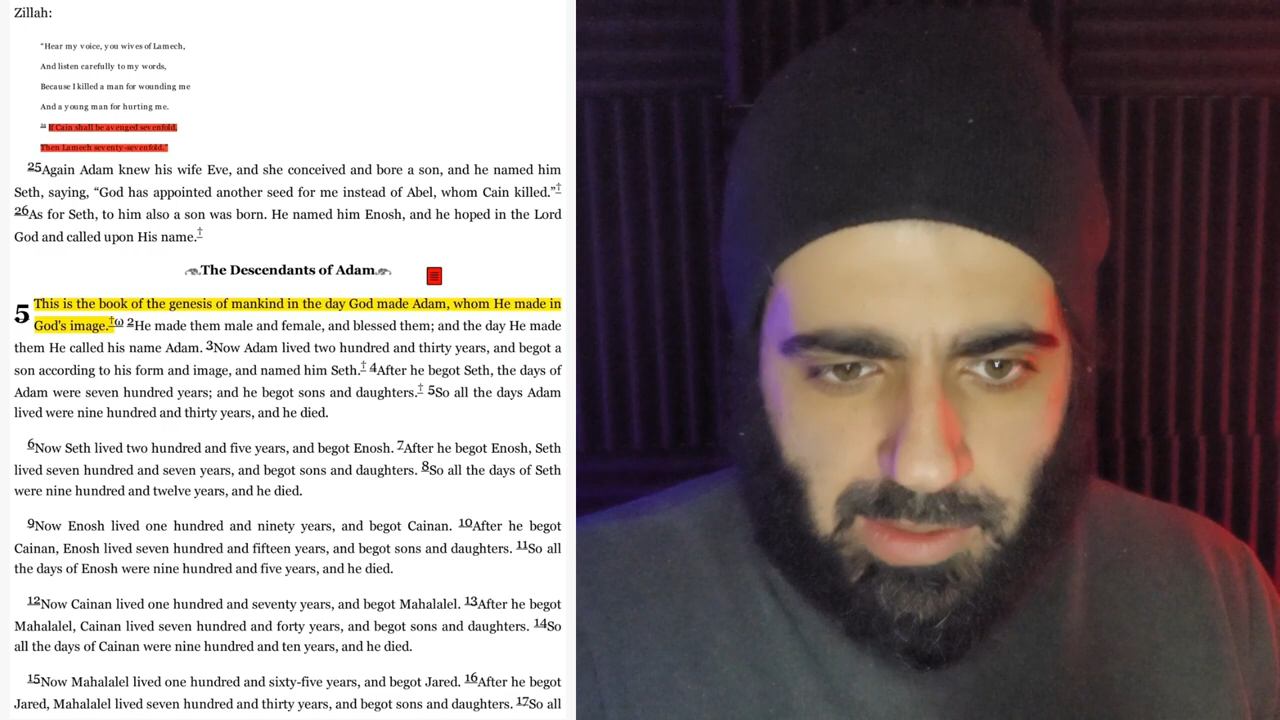 Zillah:
“Hear my voice, you wives of Lamech,
And listen carefully to my words,
Because I killed a man for wounding me
And a young man for hurting me.
24 If Cain shall be avenged sevenfold,
Then Lamech seventy-sevenfold.”
25Again Adam knew his wife Eve, and she conceived and bore a son, and he named him
Seth, saying, “God has appointed another seed for me instead of Abel, whom Cain killed.”†
26As for Seth, to him also a son was born. He named him Enosh, and he hoped in the Lord
God and called upon His name.†
The Descendants of Adam
5 This is the book of the genesis of mankind in the day God made Adam, whom He made in
God's image.†ω 2He made them male and female, and blessed them; and the day He made
them He called his name Adam. 3Now Adam lived two hundred and thirty years, and begot a
son according to his form and image, and named him Seth.† 4After he begot Seth, the days of
Adam were seven hundred years; and he begot sons and daughters.† 5So all the days Adam
lived were nine hundred and thirty years, and he died.
6Now Seth lived two hundred and five years, and begot Enosh. 7After he begot Enosh, Seth
lived seven hundred and seven years, and begot sons and daughters. 8So all the days of Seth
were nine hundred and twelve years, and he died.
9Now Enosh lived one hundred and ninety years, and begot Cainan. 10After he begot
Cainan, Enosh lived seven hundred and fifteen years, and begot sons and daughters. 11So all
the days of Enosh were nine hundred and five years, and he died.
12Now Cainan lived one hundred and seventy years, and begot Mahalalel. 13After he begot
Mahalalel, Cainan lived seven hundred and forty years, and begot sons and daughters. 14So
all the days of Cainan were nine hundred and ten years, and he died.
15Now Mahalalel lived one hundred and sixty-five years, and begot Jared. 16After he begot
Jared, Mahalalel lived seven hundred and thirty years, and begot sons and daughters. 17So all